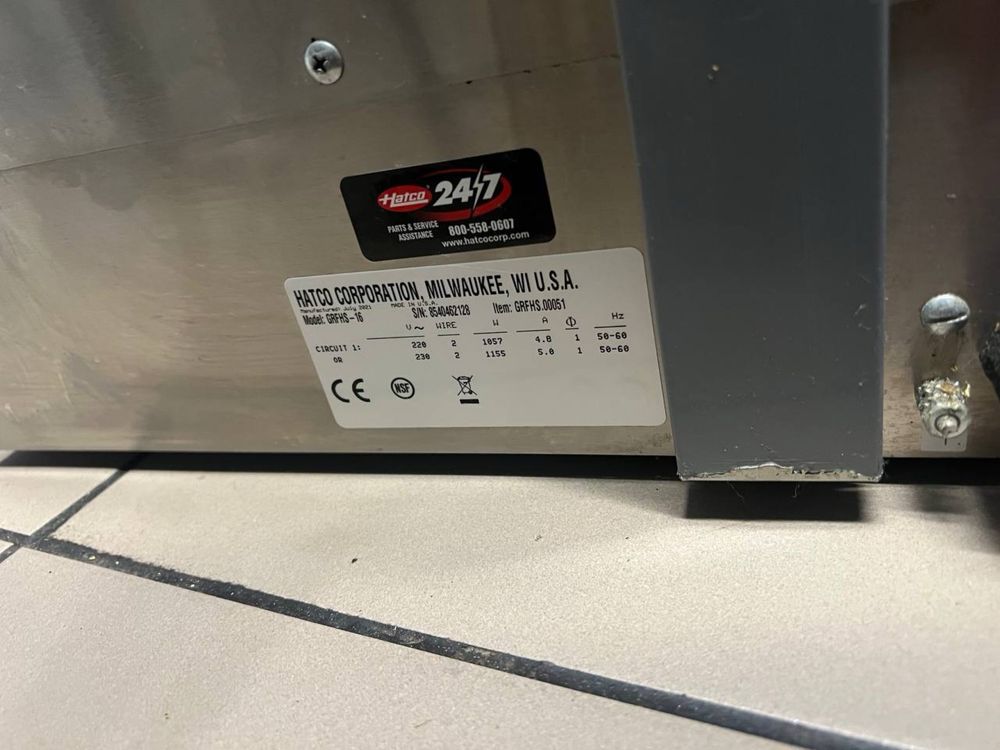 Hatco 24/7
PARTS & SERVICE ASSISTANCE 800-558-0607
www.hatcocorp.com
HATCO CORPORATION, MILWAUKEE, WI U.S.A.
Manufactured: July 2021 MADE IN U.S.A.
Model: GRFHS-16 S/N: 8540462128 Item: GRFHS.00051
V~ WIRE W A Φ Hz
CIRCUIT 1: 220 2 1057 4.8 1 50-60
OR 230 2 1155 5.0 1 50-60
CE NSF